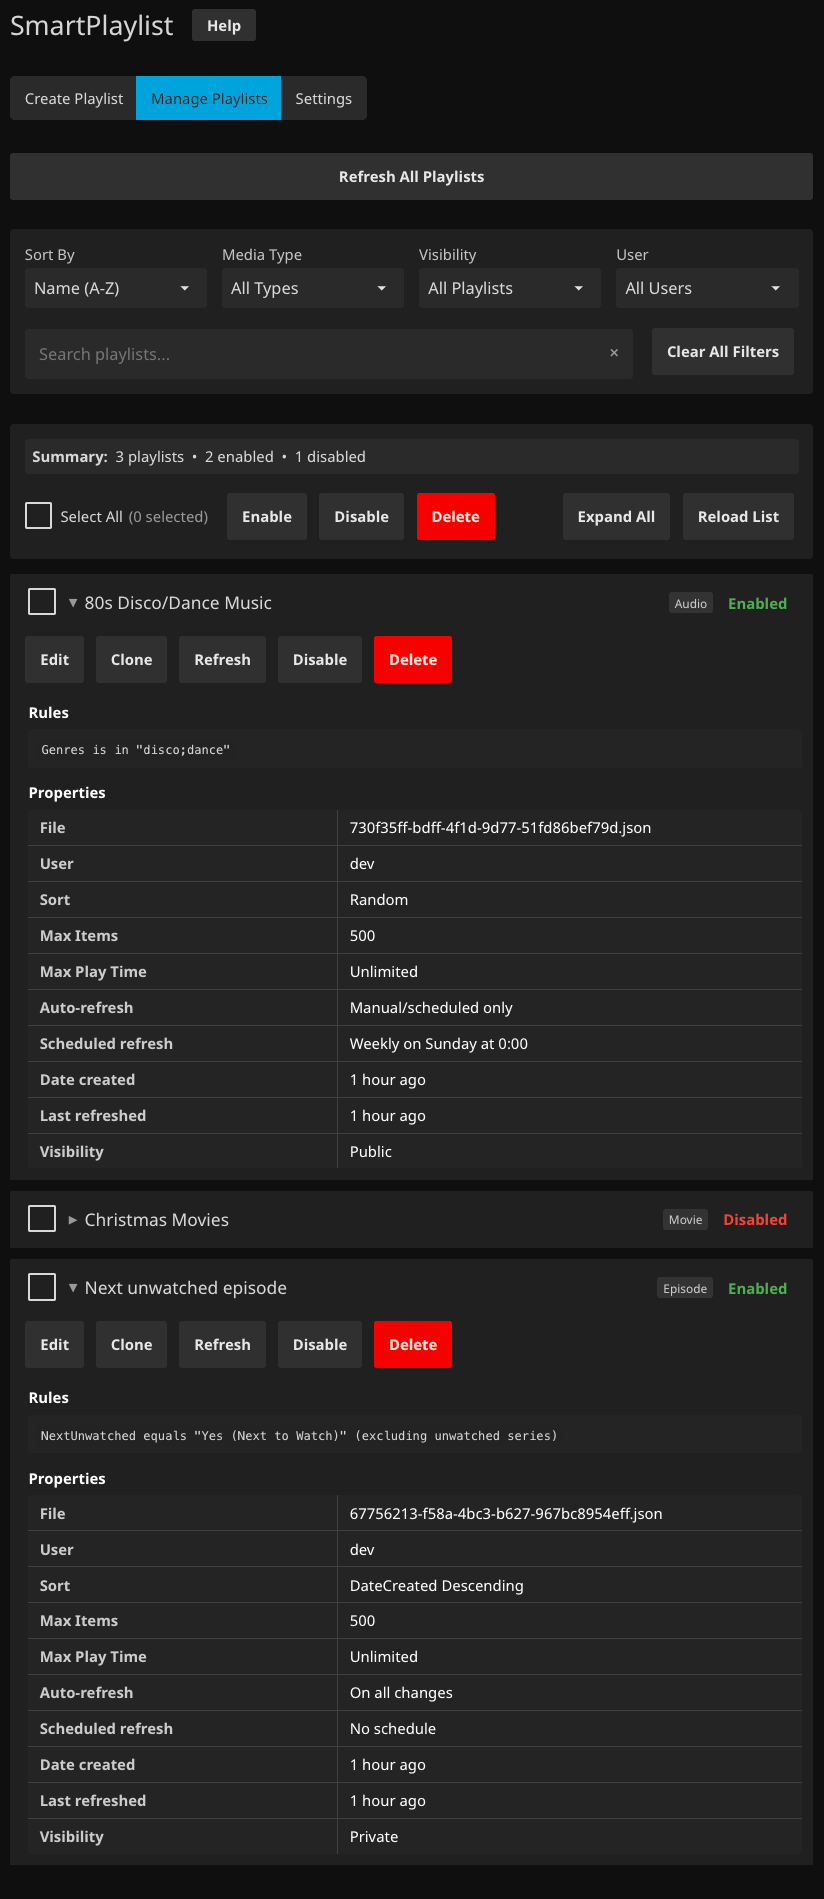 SmartPlaylist Help
Create Playlist Manage Playlists Settings
Refresh All Playlists
Sort By Media Type Visibility User
Name (A-Z) All Types All Playlists All Users
Search playlists... × Clear All Filters
Summary: 3 playlists • 2 enabled • 1 disabled
Select All (0 selected) Enable Disable Delete Expand All Reload List
▼ 80s Disco/Dance Music Audio Enabled
Edit Clone Refresh Disable Delete
Rules
Genres is in "disco;dance"
Properties
File 730f35ff-bdff-4f1d-9d77-51fd86bef79d.json
User dev
Sort Random
Max Items 500
Max Play Time Unlimited
Auto-refresh Manual/scheduled only
Scheduled refresh Weekly on Sunday at 0:00
Date created 1 hour ago
Last refreshed 1 hour ago
Visibility Public
► Christmas Movies Movie Disabled
▼ Next unwatched episode Episode Enabled
Edit Clone Refresh Disable Delete
Rules
NextUnwatched equals "Yes (Next to Watch)" (excluding unwatched series)
Properties
File 67756213-f58a-4bc3-b627-967bc8954eff.json
User dev
Sort DateCreated Descending
Max Items 500
Max Play Time Unlimited
Auto-refresh On all changes
Scheduled refresh No schedule
Date created 1 hour ago
Last refreshed 1 hour ago
Visibility Private